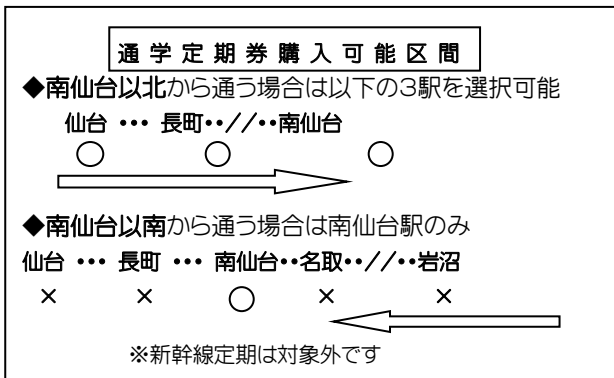 通学定期券購入可能区間
◆南仙台以北から通う場合は以下の3駅を選択可能
仙台 ・・・ 長町・・//・・南仙台
○ ○ ○
◆南仙台以南から通う場合は南仙台駅のみ
仙台 ・・・ 長町 ・・・ 南仙台・・名取・・//・・岩沼
× × ○ × ×
※新幹線定期は対象外です